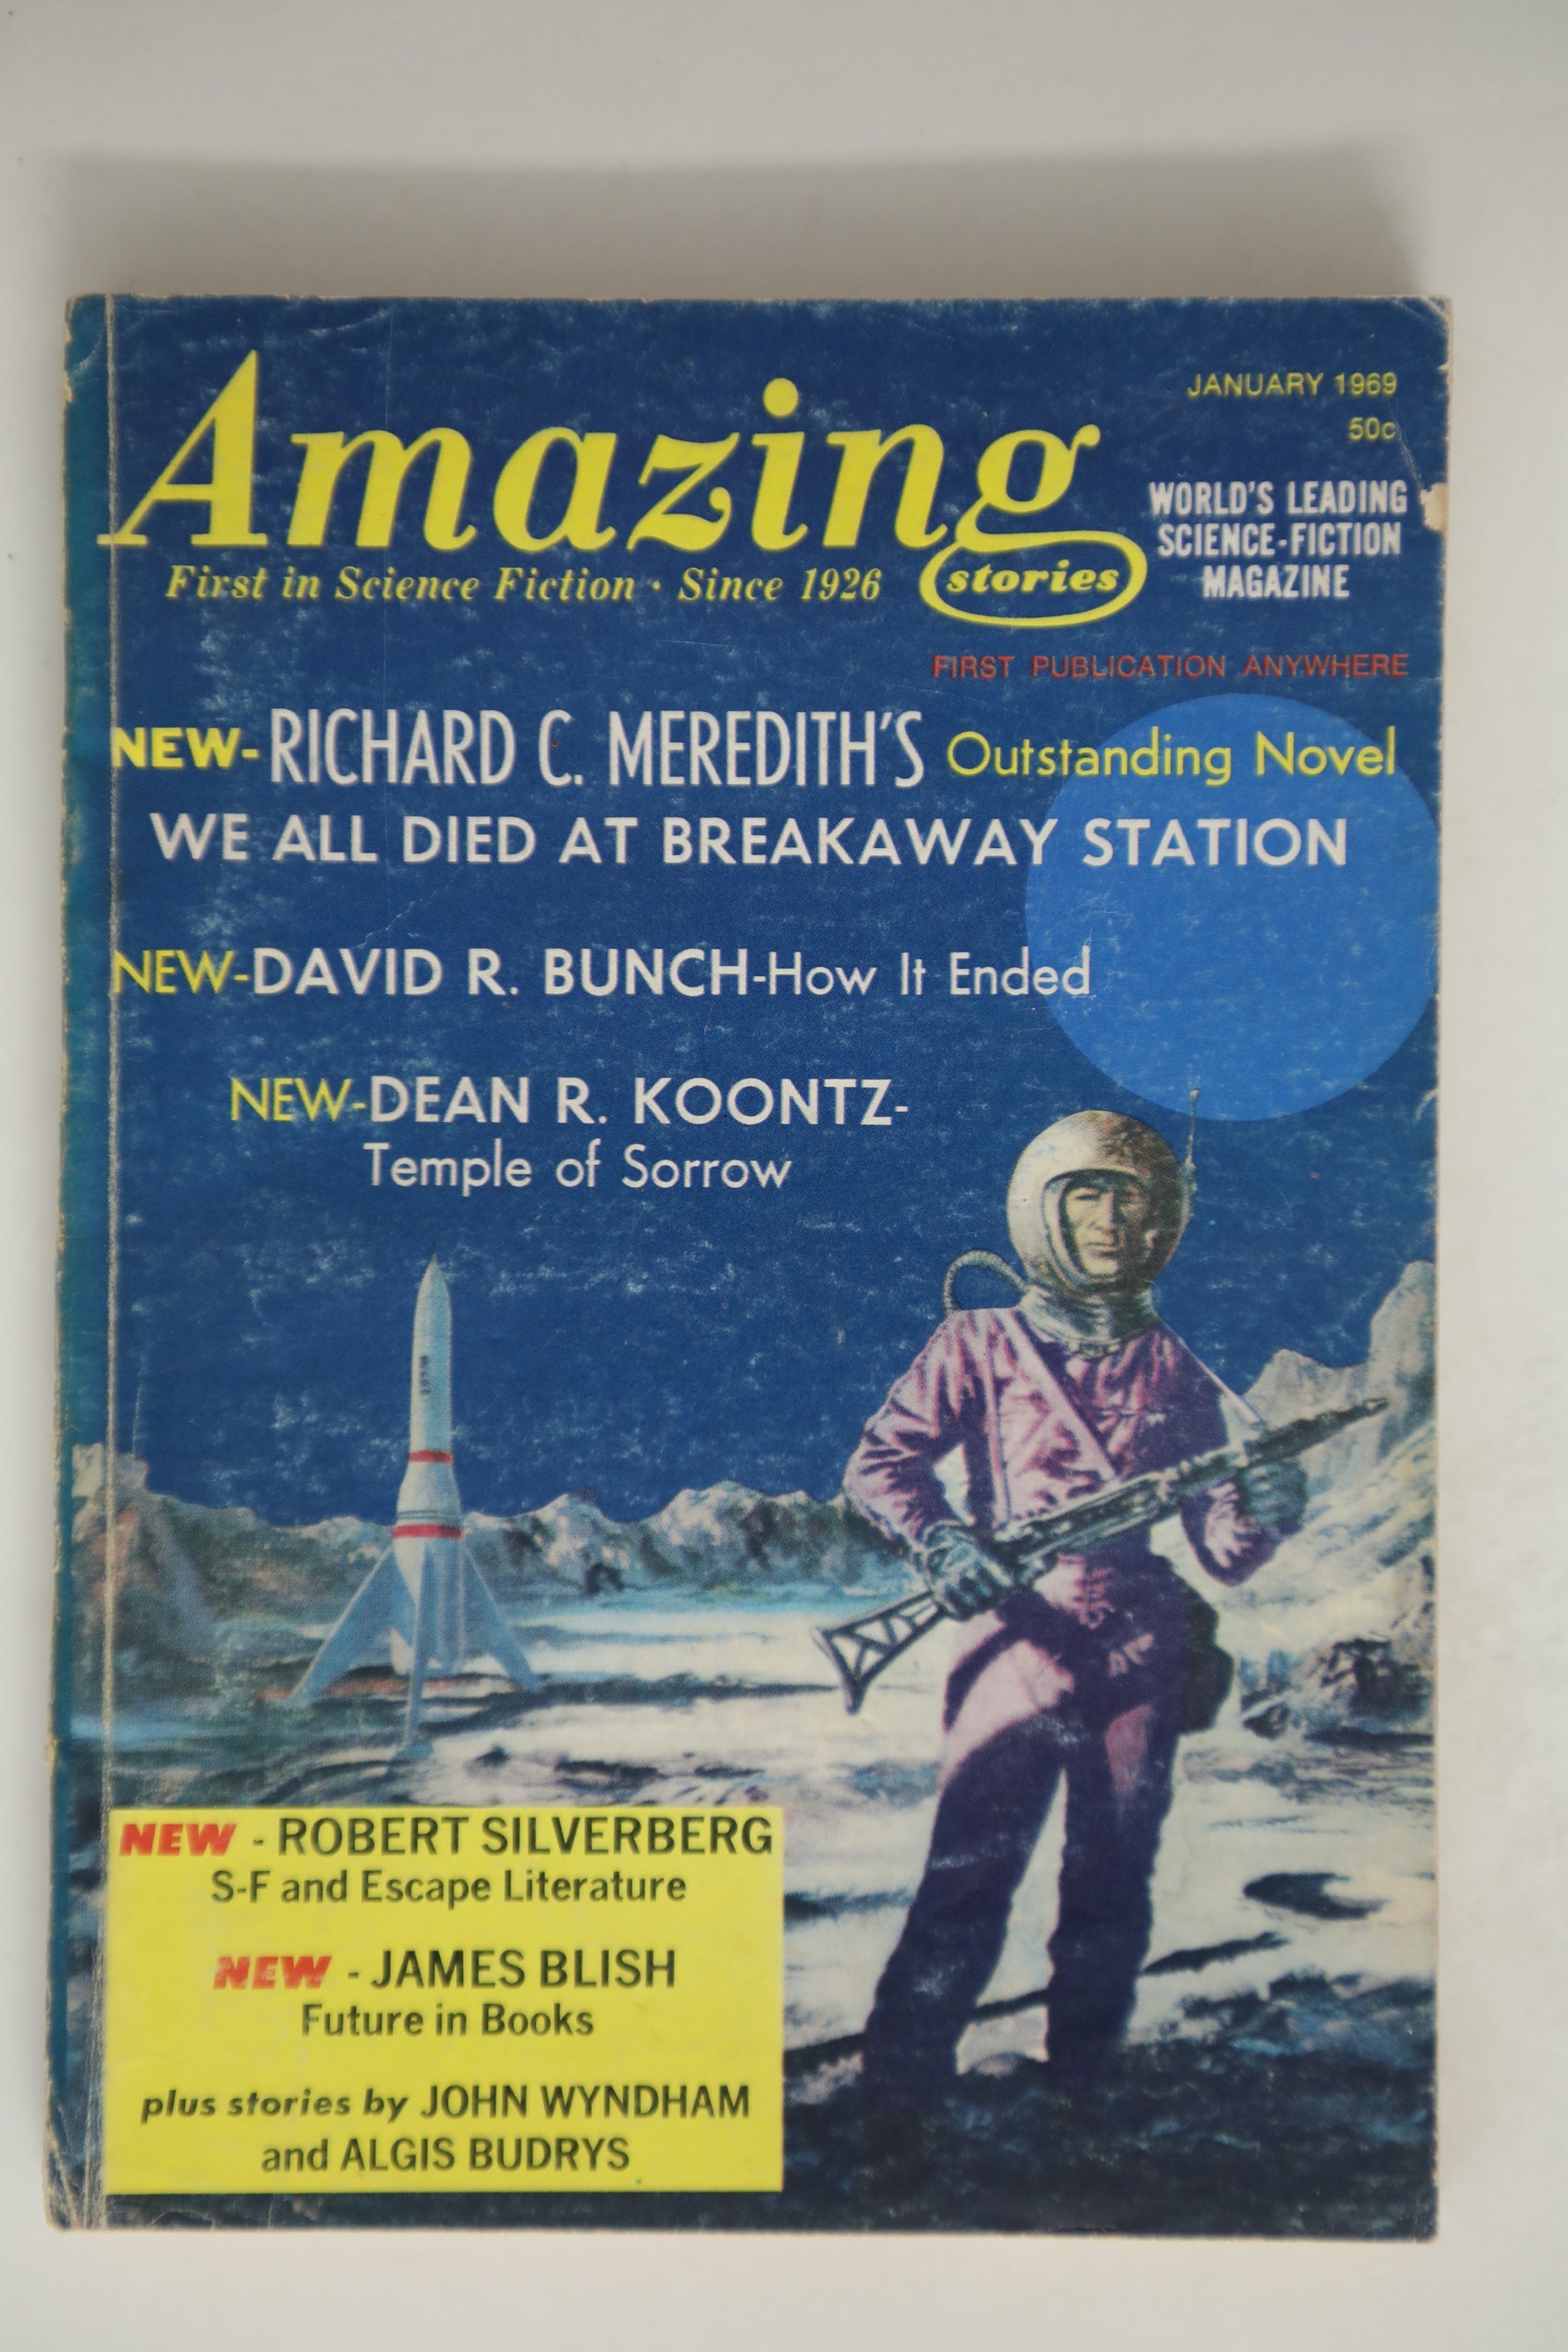 JANUARY 1969
50c
Amazing
stories
WORLD'S LEADING
SCIENCE-FICTION
MAGAZINE
First in Science Fiction · Since 1926
FIRST PUBLICATION ANYWHERE
NEW-RICHARD C. MEREDITH'S Outstanding Novel
WE ALL DIED AT BREAKAWAY STATION
NEW-DAVID R. BUNCH-How It Ended
NEW-DEAN R. KOONTZ-
Temple of Sorrow
NEW - ROBERT SILVERBERG
S-F and Escape Literature
NEW - JAMES BLISH
Future in Books
plus stories by JOHN WYNDHAM
and ALGIS BUDRYS